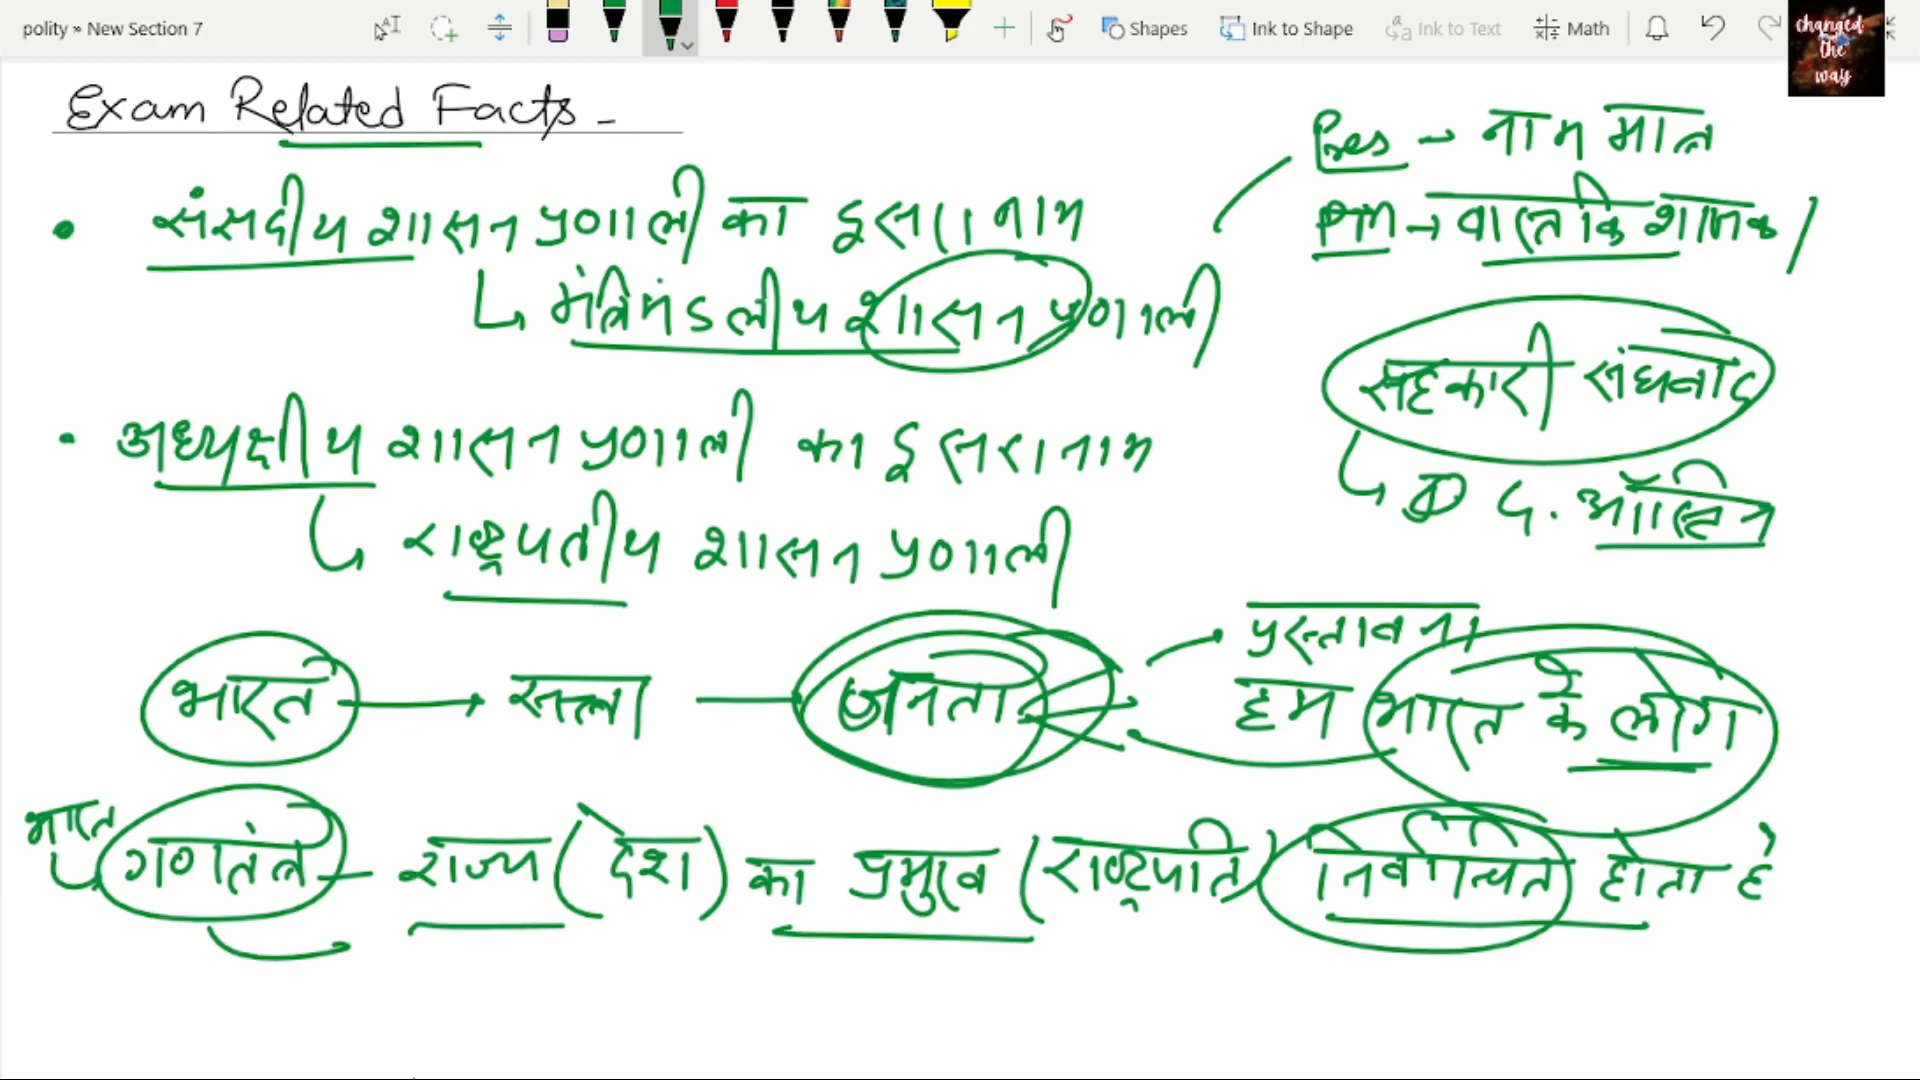 polity » New Section 7
Shapes
Ink to Shape
Ink to Text
Math
changed
the
way
Exam Related Facts -
• संसदीय शासन प्रणाली का दूसरा नाम
मंत्रिमंडलीय शासन प्रणाली
Pres → नाम मात्र
PM → वास्तविक शासक
सहकारी संघवाद
ऑस्टिन
• अध्यक्षीय शासन प्रणाली का दूसरा नाम
राष्ट्रपतीय शासन प्रणाली
प्रस्तावना
भारत → सत्ता — जनता
हम भारत के लोग
भारत
गणतंत्र - राज्य (देश) का प्रमुख (राष्ट्रपति) निर्वाचित होता है